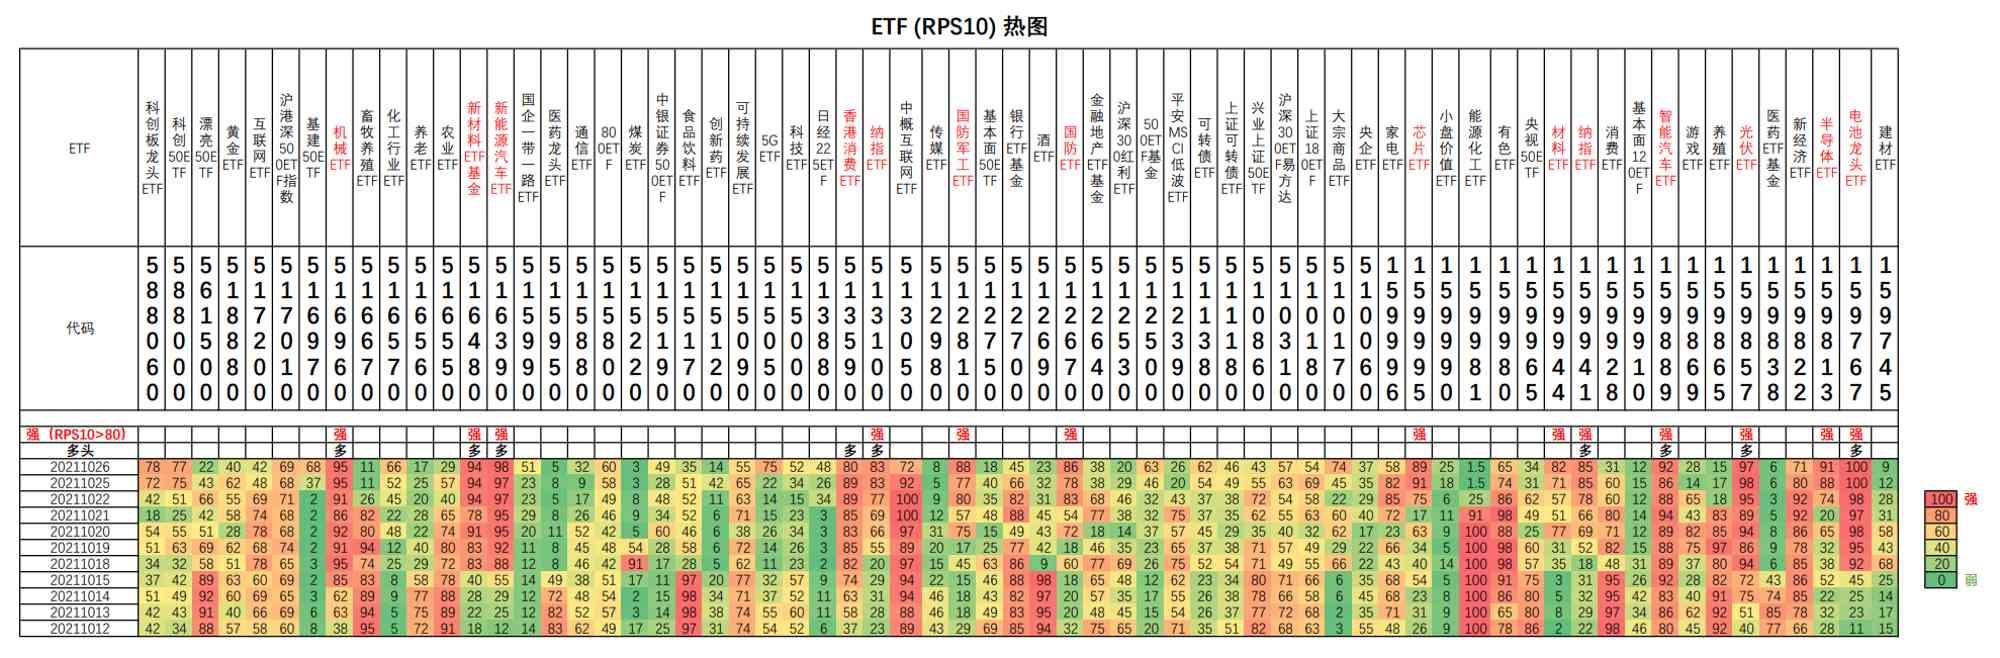 ETF (RPS10) 热图
ETF 科创板龙头ETF 科创50ETF 漂亮50ETF 黄金ETF 互联网ETF 沪港深500ETF指数 基建50ETF 机械ETF 畜牧养殖ETF 化工行业ETF 养老ETF 农业ETF 新材料ETF基金 新能源汽车ETF 国企一带一路ETF 医药龙头ETF 通信ETF 800ETF 煤炭ETF 中银证券500ETF 食品饮料ETF 创新药ETF 可持续发展ETF 5GETF 科技ETF 日经225ETF 香港消费ETF 纳指ETF 中概互联网ETF 传媒ETF 国防军工ETF 基本面50ETF 银行ETF基金 酒ETF 国防ETF 金融地产ETF基金 沪深300红利ETF 500ETF基金 平安MSCI低波ETF 可转债ETF 上证可转债ETF 兴业上证50ETF 沪深300ETF易方达 上证180ETF 大宗商品ETF 央企ETF 家电ETF 芯片ETF 小盘价值ETF 能源化工ETF 有色ETF 央视50ETF 材料ETF 纳指ETF 消费ETF 基本面120ETF 智能汽车ETF 游戏ETF 养殖ETF 光伏ETF 医药ETF基金 新经济ETF 半导体ETF 电池龙头ETF 建材ETF
代码 588060 588000 561500 518880 517200 517010 516970 516960 516670 516570 516560 516550 516480 516390 515990 515950 515880 515800 515220 515190 515170 515120 515090 515050 515000 513880 513590 513100 513050 512980 512810 512750 512700 512690 512670 512640 512530 512500 512390 511380 511180 510680 510310 510180 510170 510060 159996 159995 159990 159981 159980 159965 159944 159941 159928 159910 159889 159869 159865 159857 159838 159822 159813 159767 159745
强（RPS10>80） 强 强 强 强 强 强 强 强 强 强 强 强 强
多头 多 多 多 多 多 多 多 多 多
20211026 78 77 22 40 42 69 68 95 11 66 17 29 94 98 51 5 32 60 3 49 35 14 55 75 52 48 80 83 72 8 88 18 45 23 86 38 20 63 26 62 46 43 57 54 74 37 58 89 25 1.5 65 34 82 85 31 12 92 28 15 97 6 71 91 100 9
20211025 72 75 43 62 48 68 37 95 11 52 25 57 94 97 23 8 9 58 3 28 51 42 65 22 34 26 89 83 92 5 77 40 66 32 83 38 29 46 20 54 49 55 63 69 45 35 82 91 18 1.5 74 31 71 85 60 15 86 14 17 98 6 80 88 100 12
20211022 42 51 66 55 69 71 2 91 26 45 20 40 94 97 23 5 17 49 8 48 52 11 63 14 15 34 89 77 100 9 80 35 82 31 78 68 46 32 43 37 38 72 54 58 22 29 85 75 6 25 86 62 57 78 60 12 88 65 18 95 3 92 74 98 28
20211021 18 25 42 58 74 68 2 86 82 22 28 65 78 95 29 8 26 46 9 34 52 6 71 15 23 3 85 69 100 12 57 48 88 45 54 77 38 32 75 37 35 62 55 63 60 40 72 17 11 91 98 49 51 66 80 14 94 43 83 89 5 92 20 97 31
20211020 54 55 51 28 78 68 2 92 80 48 22 74 91 95 20 11 52 42 5 60 46 6 38 26 34 3 83 66 97 31 75 15 49 43 72 18 14 37 57 45 29 35 40 32 62 17 23 63 9 100 88 25 77 69 71 12 89 82 85 94 8 86 65 98 58
20211019 51 63 69 62 68 74 2 91 94 12 40 80 83 92 11 8 45 48 54 28 58 6 72 14 26 3 85 55 89 20 17 25 77 42 18 46 35 23 65 37 38 71 57 49 29 22 66 34 5 100 98 60 31 52 82 15 88 75 97 86 9 78 32 95 43
20211018 34 32 58 51 78 65 3 95 74 25 29 72 83 88 12 8 46 42 91 17 28 5 62 11 23 2 82 20 97 15 45 63 86 9 60 77 69 26 75 52 54 71 49 55 66 22 43 40 14 100 98 57 35 18 48 31 89 37 80 94 6 85 38 92 68
20211015 37 42 89 63 60 69 2 85 83 8 58 78 40 55 14 49 38 51 17 11 97 20 77 32 57 9 74 29 94 22 15 46 88 98 18 65 48 12 62 23 34 80 71 66 6 35 68 54 5 100 91 75 3 31 95 26 92 28 82 72 43 86 52 45 25
20211014 51 49 92 60 69 65 3 62 89 9 77 88 28 29 12 72 48 54 2 15 98 34 71 37 52 11 63 31 94 46 18 43 82 97 20 57 35 17 55 26 38 78 66 58 6 45 68 23 8 100 86 80 5 32 95 42 83 40 91 75 74 85 22 25 14
20211013 42 43 91 40 66 69 6 63 94 5 75 89 22 25 12 82 52 57 3 14 98 38 74 55 60 11 58 28 88 46 18 49 83 95 20 48 45 15 54 26 37 77 72 68 2 35 71 31 9 100 65 80 8 29 97 34 86 62 92 51 85 78 32 23 17
20211012 42 34 88 57 58 60 8 38 95 5 72 91 18 12 14 83 62 49 17 25 97 31 74 54 52 6 37 23 89 43 29 69 85 94 32 75 65 20 71 35 51 82 68 63 3 55 48 26 9 100 78 86 2 22 98 46 80 45 92 40 77 66 28 11 15
100 强
80
60
40
20
0 弱